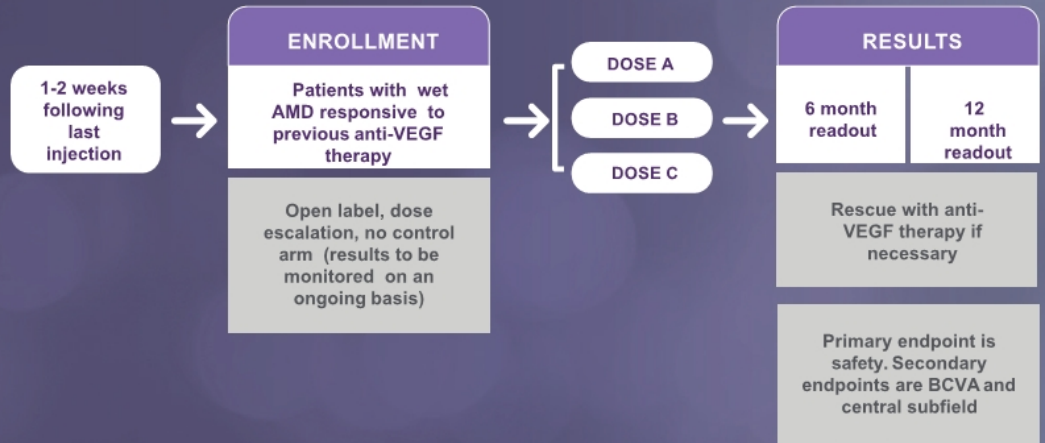 1-2 weeks
following
last
injection
ENROLLMENT
Patients with wet
AMD responsive to
previous anti-VEGF
therapy
Open label, dose
escalation, no control
arm (results to be
monitored on an
ongoing basis)
DOSE A
DOSE B
DOSE C
RESULTS
6 month
readout
12
month
readout
Rescue with anti-
VEGF therapy if
necessary
Primary endpoint is
safety. Secondary
endpoints are BCVA and
central subfield